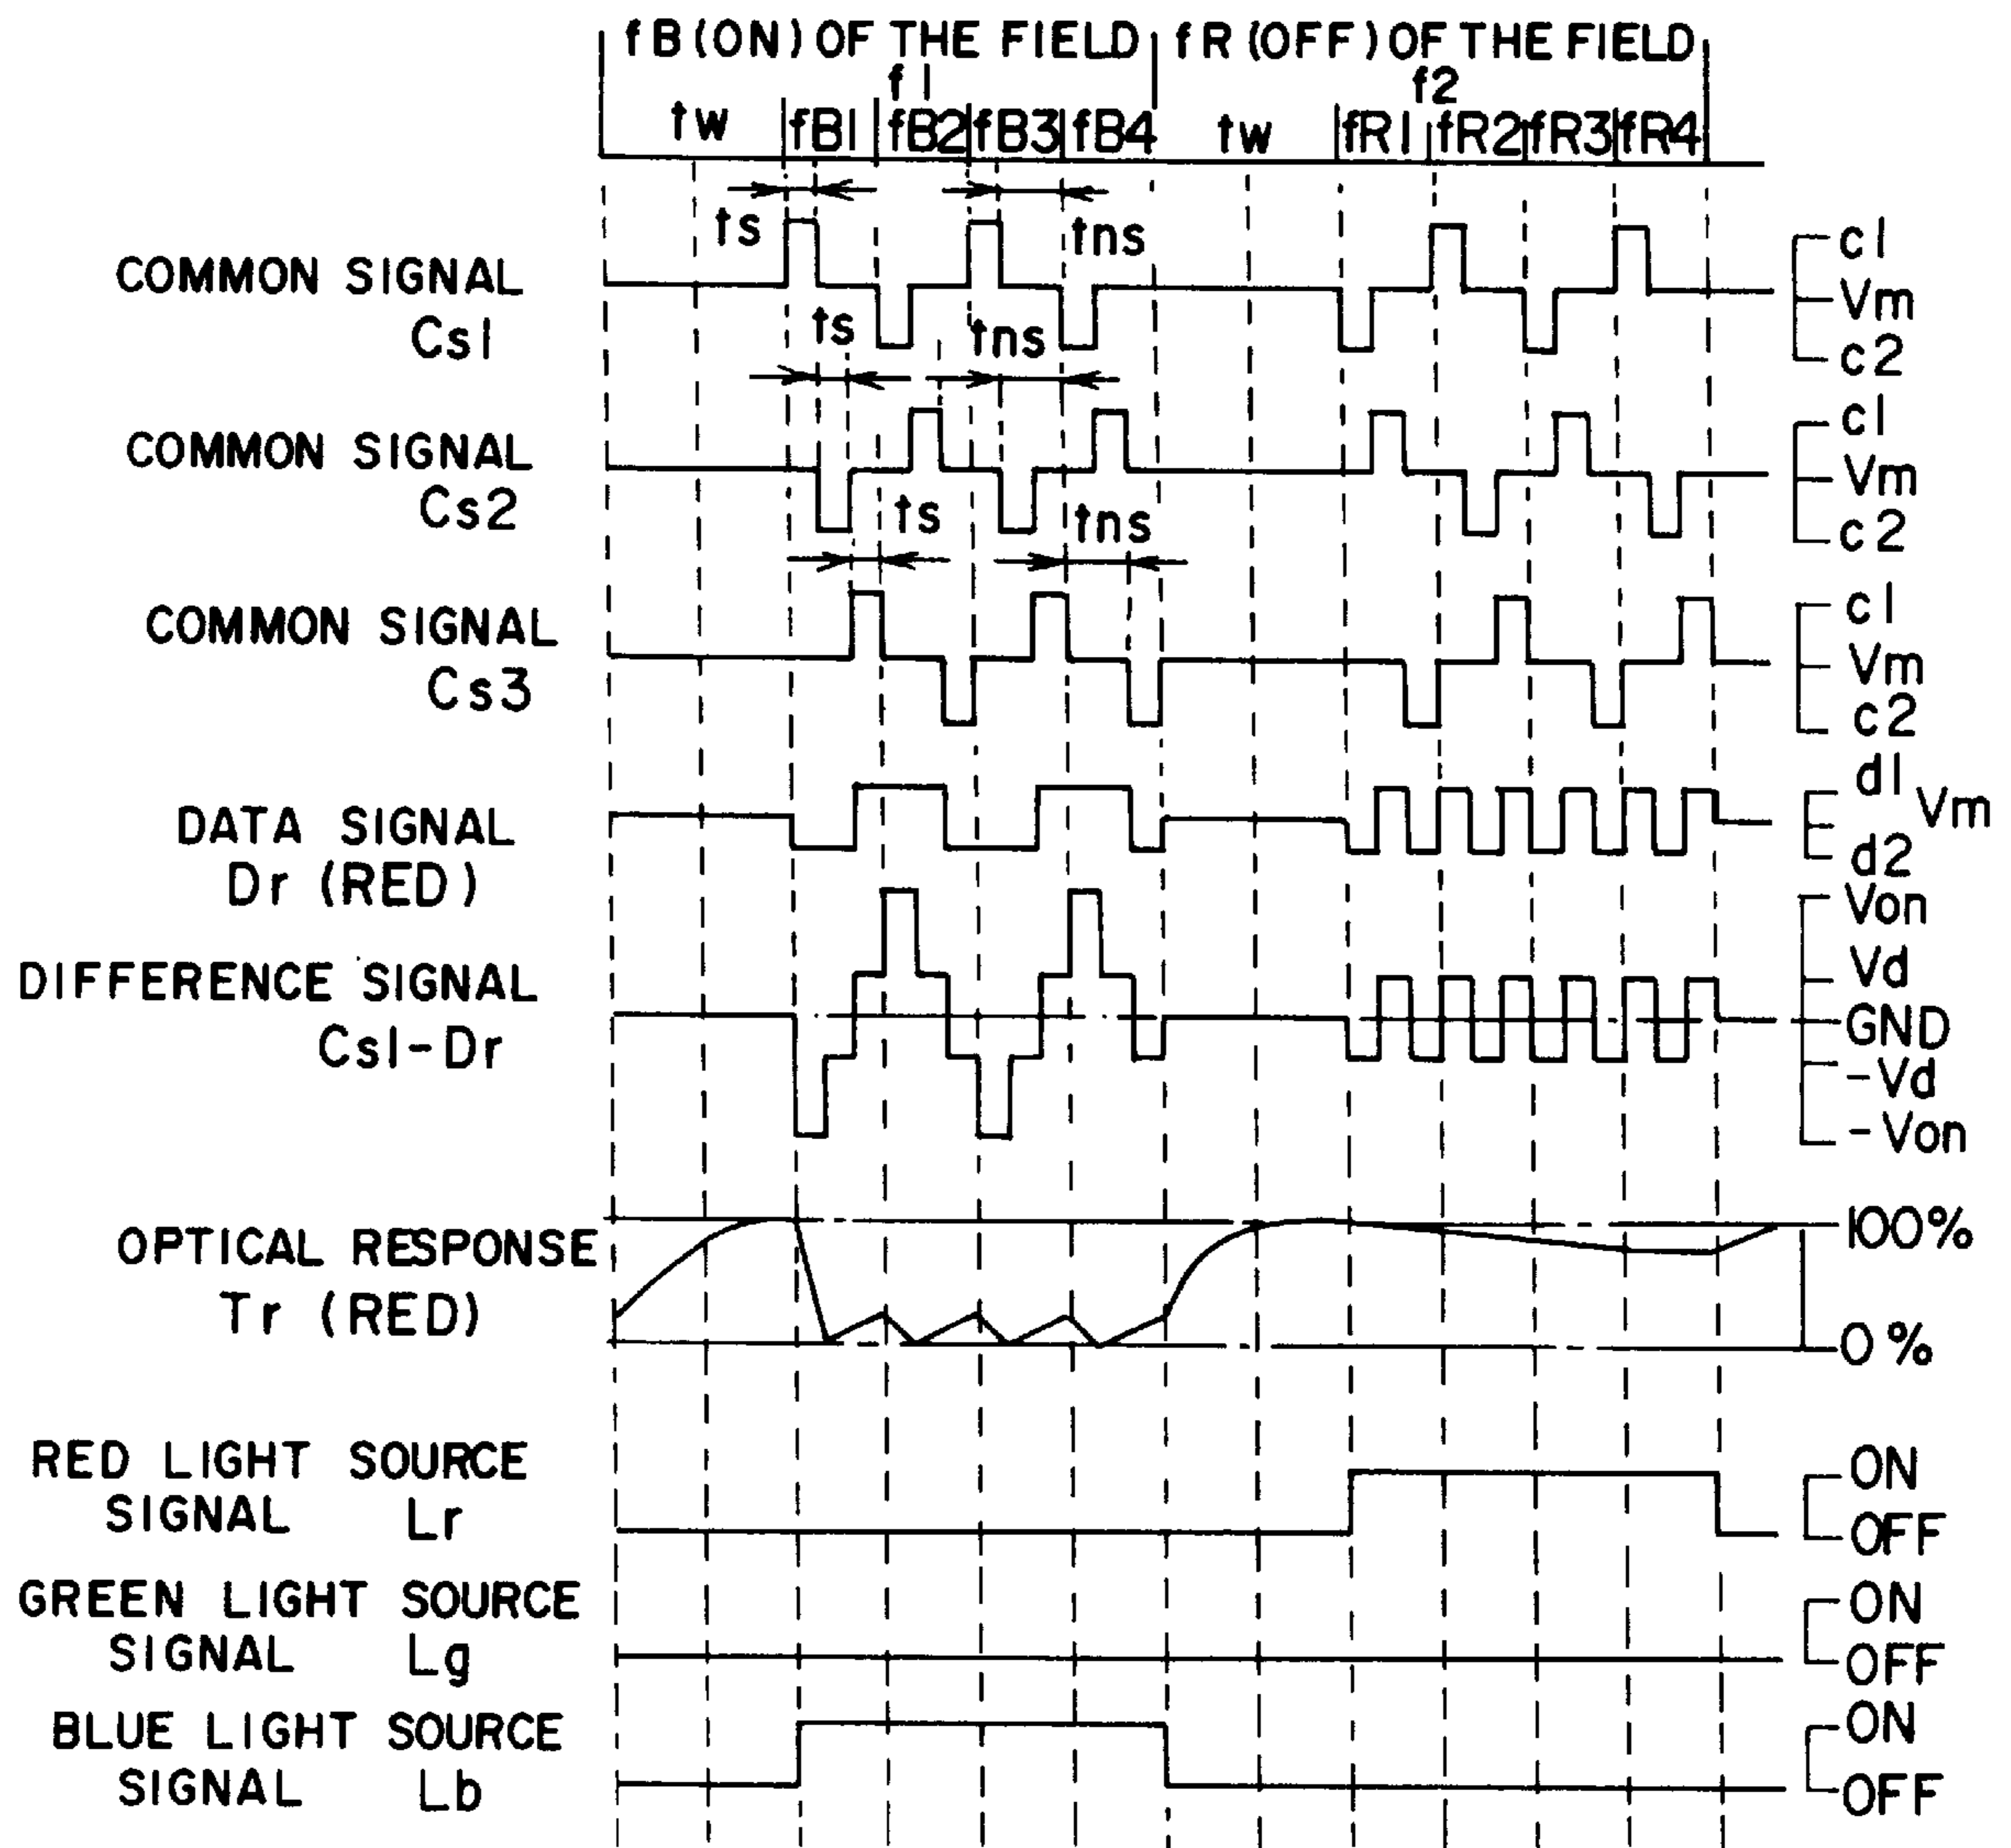 fB (ON) OF THE FIELD fR (OFF) OF THE FIELD
f1 f2
tw fB1 fB2 fB3 fB4 tw fR1 fR2 fR3 fR4
ts tns
COMMON SIGNAL
Cs1
c1
Vm
c2
ts tns
COMMON SIGNAL
Cs2
c1
Vm
c2
ts tns
COMMON SIGNAL
Cs3
c1
Vm
c2
DATA SIGNAL
Dr (RED)
d1
Vm
d2
DIFFERENCE SIGNAL
Cs1-Dr
Von
Vd
GND
-Vd
-Von
OPTICAL RESPONSE
Tr (RED)
100%
0%
RED LIGHT SOURCE
SIGNAL Lr
ON
OFF
GREEN LIGHT SOURCE
SIGNAL Lg
ON
OFF
BLUE LIGHT SOURCE
SIGNAL Lb
ON
OFF